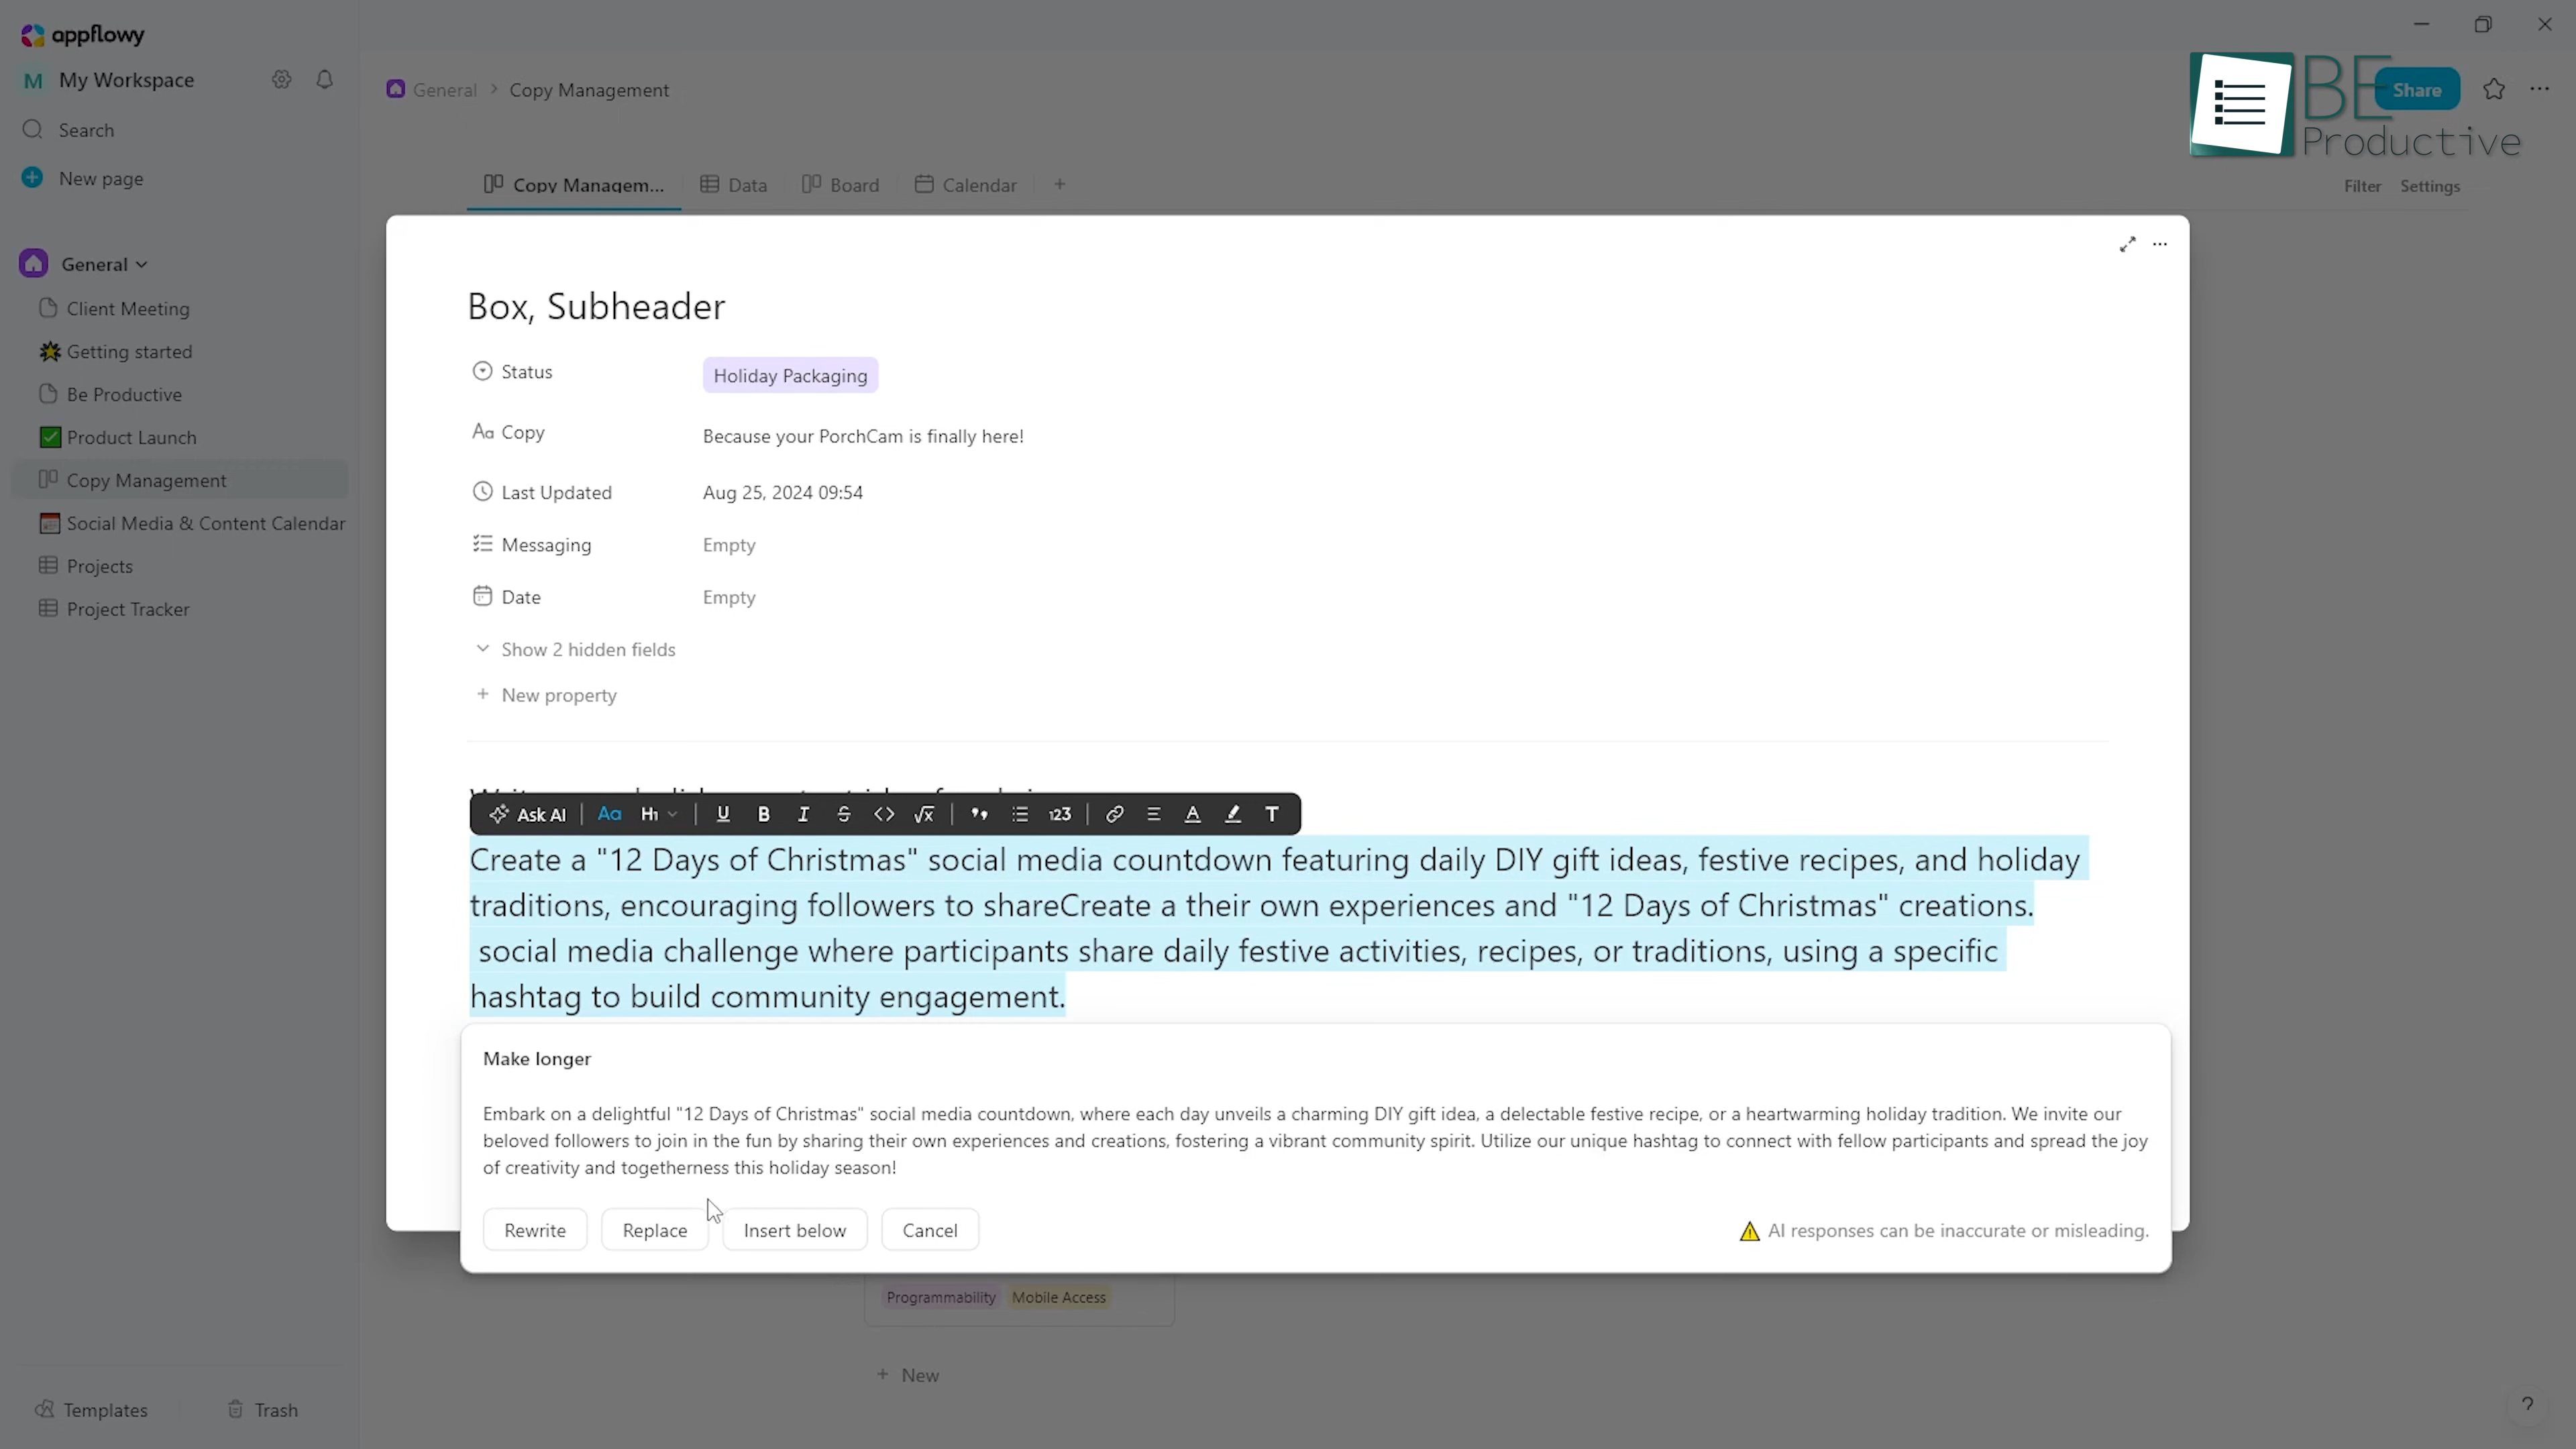 appflowy
M My Workspace
Search
New page
General
Client Meeting
Getting started
Be Productive
Product Launch
Copy Management
Social Media & Content Calendar
Projects
Project Tracker
Templates
Trash
General > Copy Management
Share
BE
Productive
Copy Managem...
Data
Board
Calendar
+
Filter
Settings
Box, Subheader
Status
Holiday Packaging
Aa Copy
Because your PorchCam is finally here!
Last Updated
Aug 25, 2024 09:54
Messaging
Empty
Date
Empty
Show 2 hidden fields
+ New property
Ask AI Aa H1 U B I S <> √x " 123 A T
Create a "12 Days of Christmas" social media countdown featuring daily DIY gift ideas, festive recipes, and holiday
traditions, encouraging followers to shareCreate a their own experiences and "12 Days of Christmas" creations.
social media challenge where participants share daily festive activities, recipes, or traditions, using a specific
hashtag to build community engagement.
Make longer
Embark on a delightful "12 Days of Christmas" social media countdown, where each day unveils a charming DIY gift idea, a delectable festive recipe, or a heartwarming holiday tradition. We invite our
beloved followers to join in the fun by sharing their own experiences and creations, fostering a vibrant community spirit. Utilize our unique hashtag to connect with fellow participants and spread the joy
of creativity and togetherness this holiday season!
Rewrite
Replace
Insert below
Cancel
AI responses can be inaccurate or misleading.
Programmability
Mobile Access
+ New
?